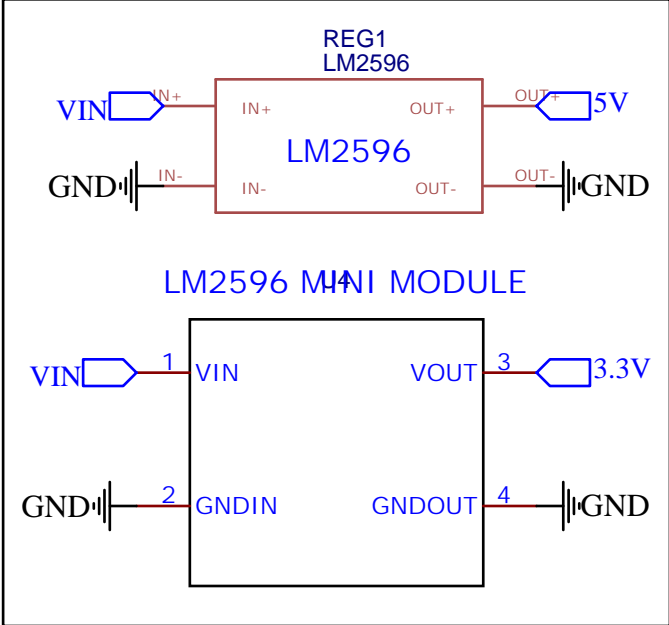 REG1
LM2596
VIN IN+ IN+ OUT+ OUT+ 5V
LM2596
GND IN- IN- OUT- OUT- GND
LM2596 MINI MODULE
U4
VIN 1 VIN VOUT 3 3.3V
GND 2 GNDIN GNDOUT 4 GND